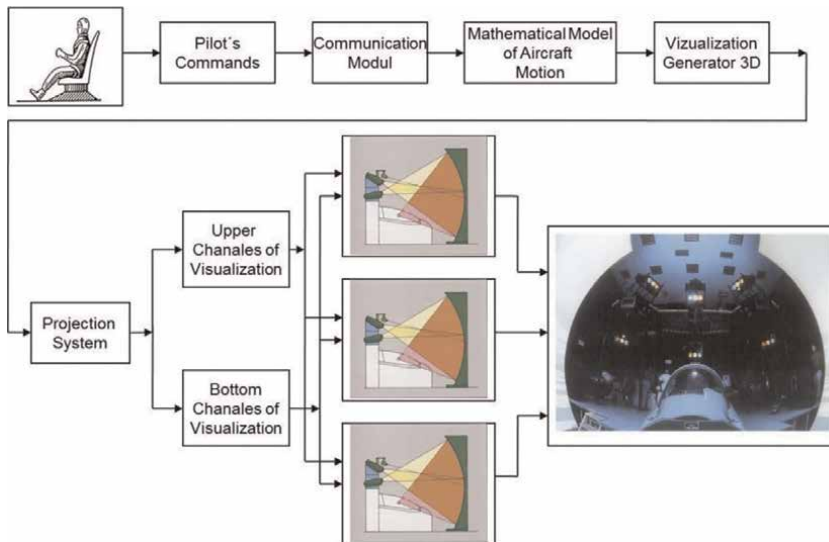 Pilot´s
Commands
Communication
Modul
Mathematical Model
of Aircraft
Motion
Vizualization
Generator 3D
Upper
Chanales of
Visualization
Projection
System
Bottom
Chanales of
Visualization